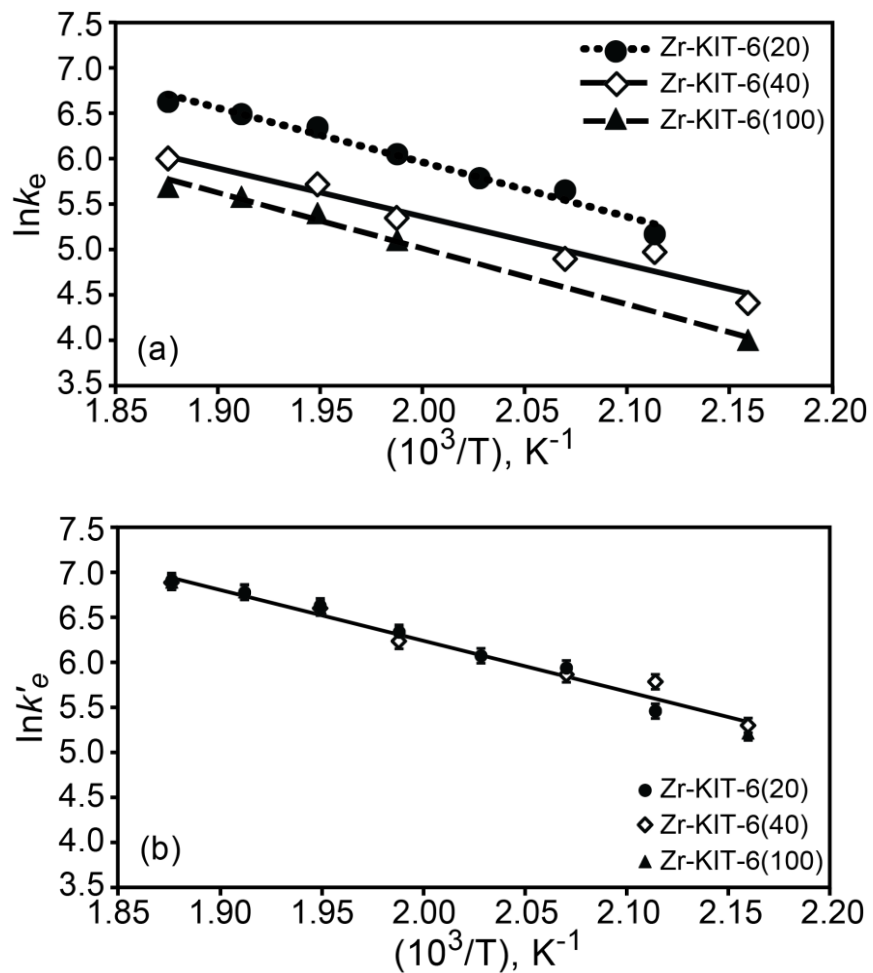 7.5
7.0
6.5
6.0
5.5
5.0
4.5
4.0
3.5
lnkₑ
Zr-KIT-6(20)
Zr-KIT-6(40)
Zr-KIT-6(100)
(a)
1.85 1.90 1.95 2.00 2.05 2.10 2.15 2.20
(10³/T), K⁻¹
7.5
7.0
6.5
6.0
5.5
5.0
4.5
4.0
3.5
lnk'ₑ
Zr-KIT-6(20)
Zr-KIT-6(40)
Zr-KIT-6(100)
(b)
1.85 1.90 1.95 2.00 2.05 2.10 2.15 2.20
(10³/T), K⁻¹